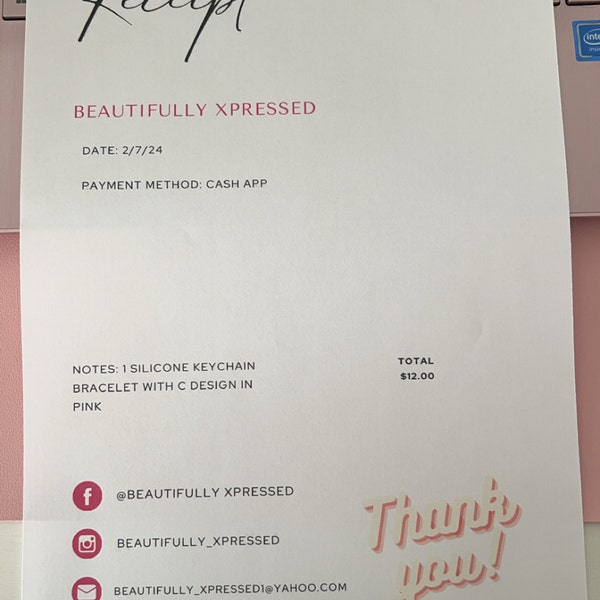 Receipt
BEAUTIFULLY XPRESSED
DATE: 2/7/24
PAYMENT METHOD: CASH APP
NOTES: 1 SILICONE KEYCHAIN
BRACELET WITH C DESIGN IN
PINK
TOTAL
$12.00
@BEAUTIFULLY XPRESSED
BEAUTIFULLY_XPRESSED
BEAUTIFULLY_XPRESSED1@YAHOO.COM
Thank
you!